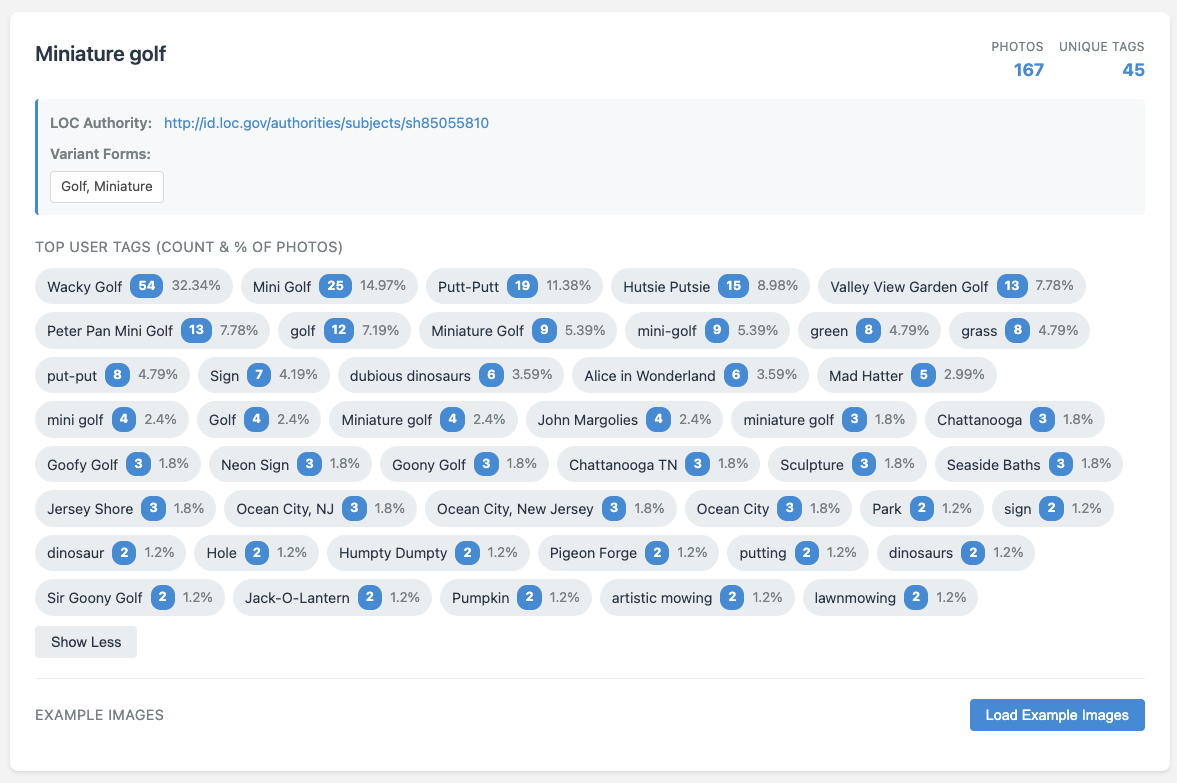 Miniature golf
PHOTOS UNIQUE TAGS
167 45
LOC Authority: http://id.loc.gov/authorities/subjects/sh85055810
Variant Forms:
Golf, Miniature
TOP USER TAGS (COUNT & % OF PHOTOS)
Wacky Golf 54 32.34% Mini Golf 25 14.97% Putt-Putt 19 11.38% Hutsie Putsie 15 8.98% Valley View Garden Golf 13 7.78%
Peter Pan Mini Golf 13 7.78% golf 12 7.19% Miniature Golf 9 5.39% mini-golf 9 5.39% green 8 4.79% grass 8 4.79%
put-put 8 4.79% Sign 7 4.19% dubious dinosaurs 6 3.59% Alice in Wonderland 6 3.59% Mad Hatter 5 2.99%
mini golf 4 2.4% Golf 4 2.4% Miniature golf 4 2.4% John Margolies 4 2.4% miniature golf 3 1.8% Chattanooga 3 1.8%
Goofy Golf 3 1.8% Neon Sign 3 1.8% Goony Golf 3 1.8% Chattanooga TN 3 1.8% Sculpture 3 1.8% Seaside Baths 3 1.8%
Jersey Shore 3 1.8% Ocean City, NJ 3 1.8% Ocean City, New Jersey 3 1.8% Ocean City 3 1.8% Park 2 1.2% sign 2 1.2%
dinosaur 2 1.2% Hole 2 1.2% Humpty Dumpty 2 1.2% Pigeon Forge 2 1.2% putting 2 1.2% dinosaurs 2 1.2%
Sir Goony Golf 2 1.2% Jack-O-Lantern 2 1.2% Pumpkin 2 1.2% artistic mowing 2 1.2% lawnmowing 2 1.2%
Show Less
EXAMPLE IMAGES Load Example Images